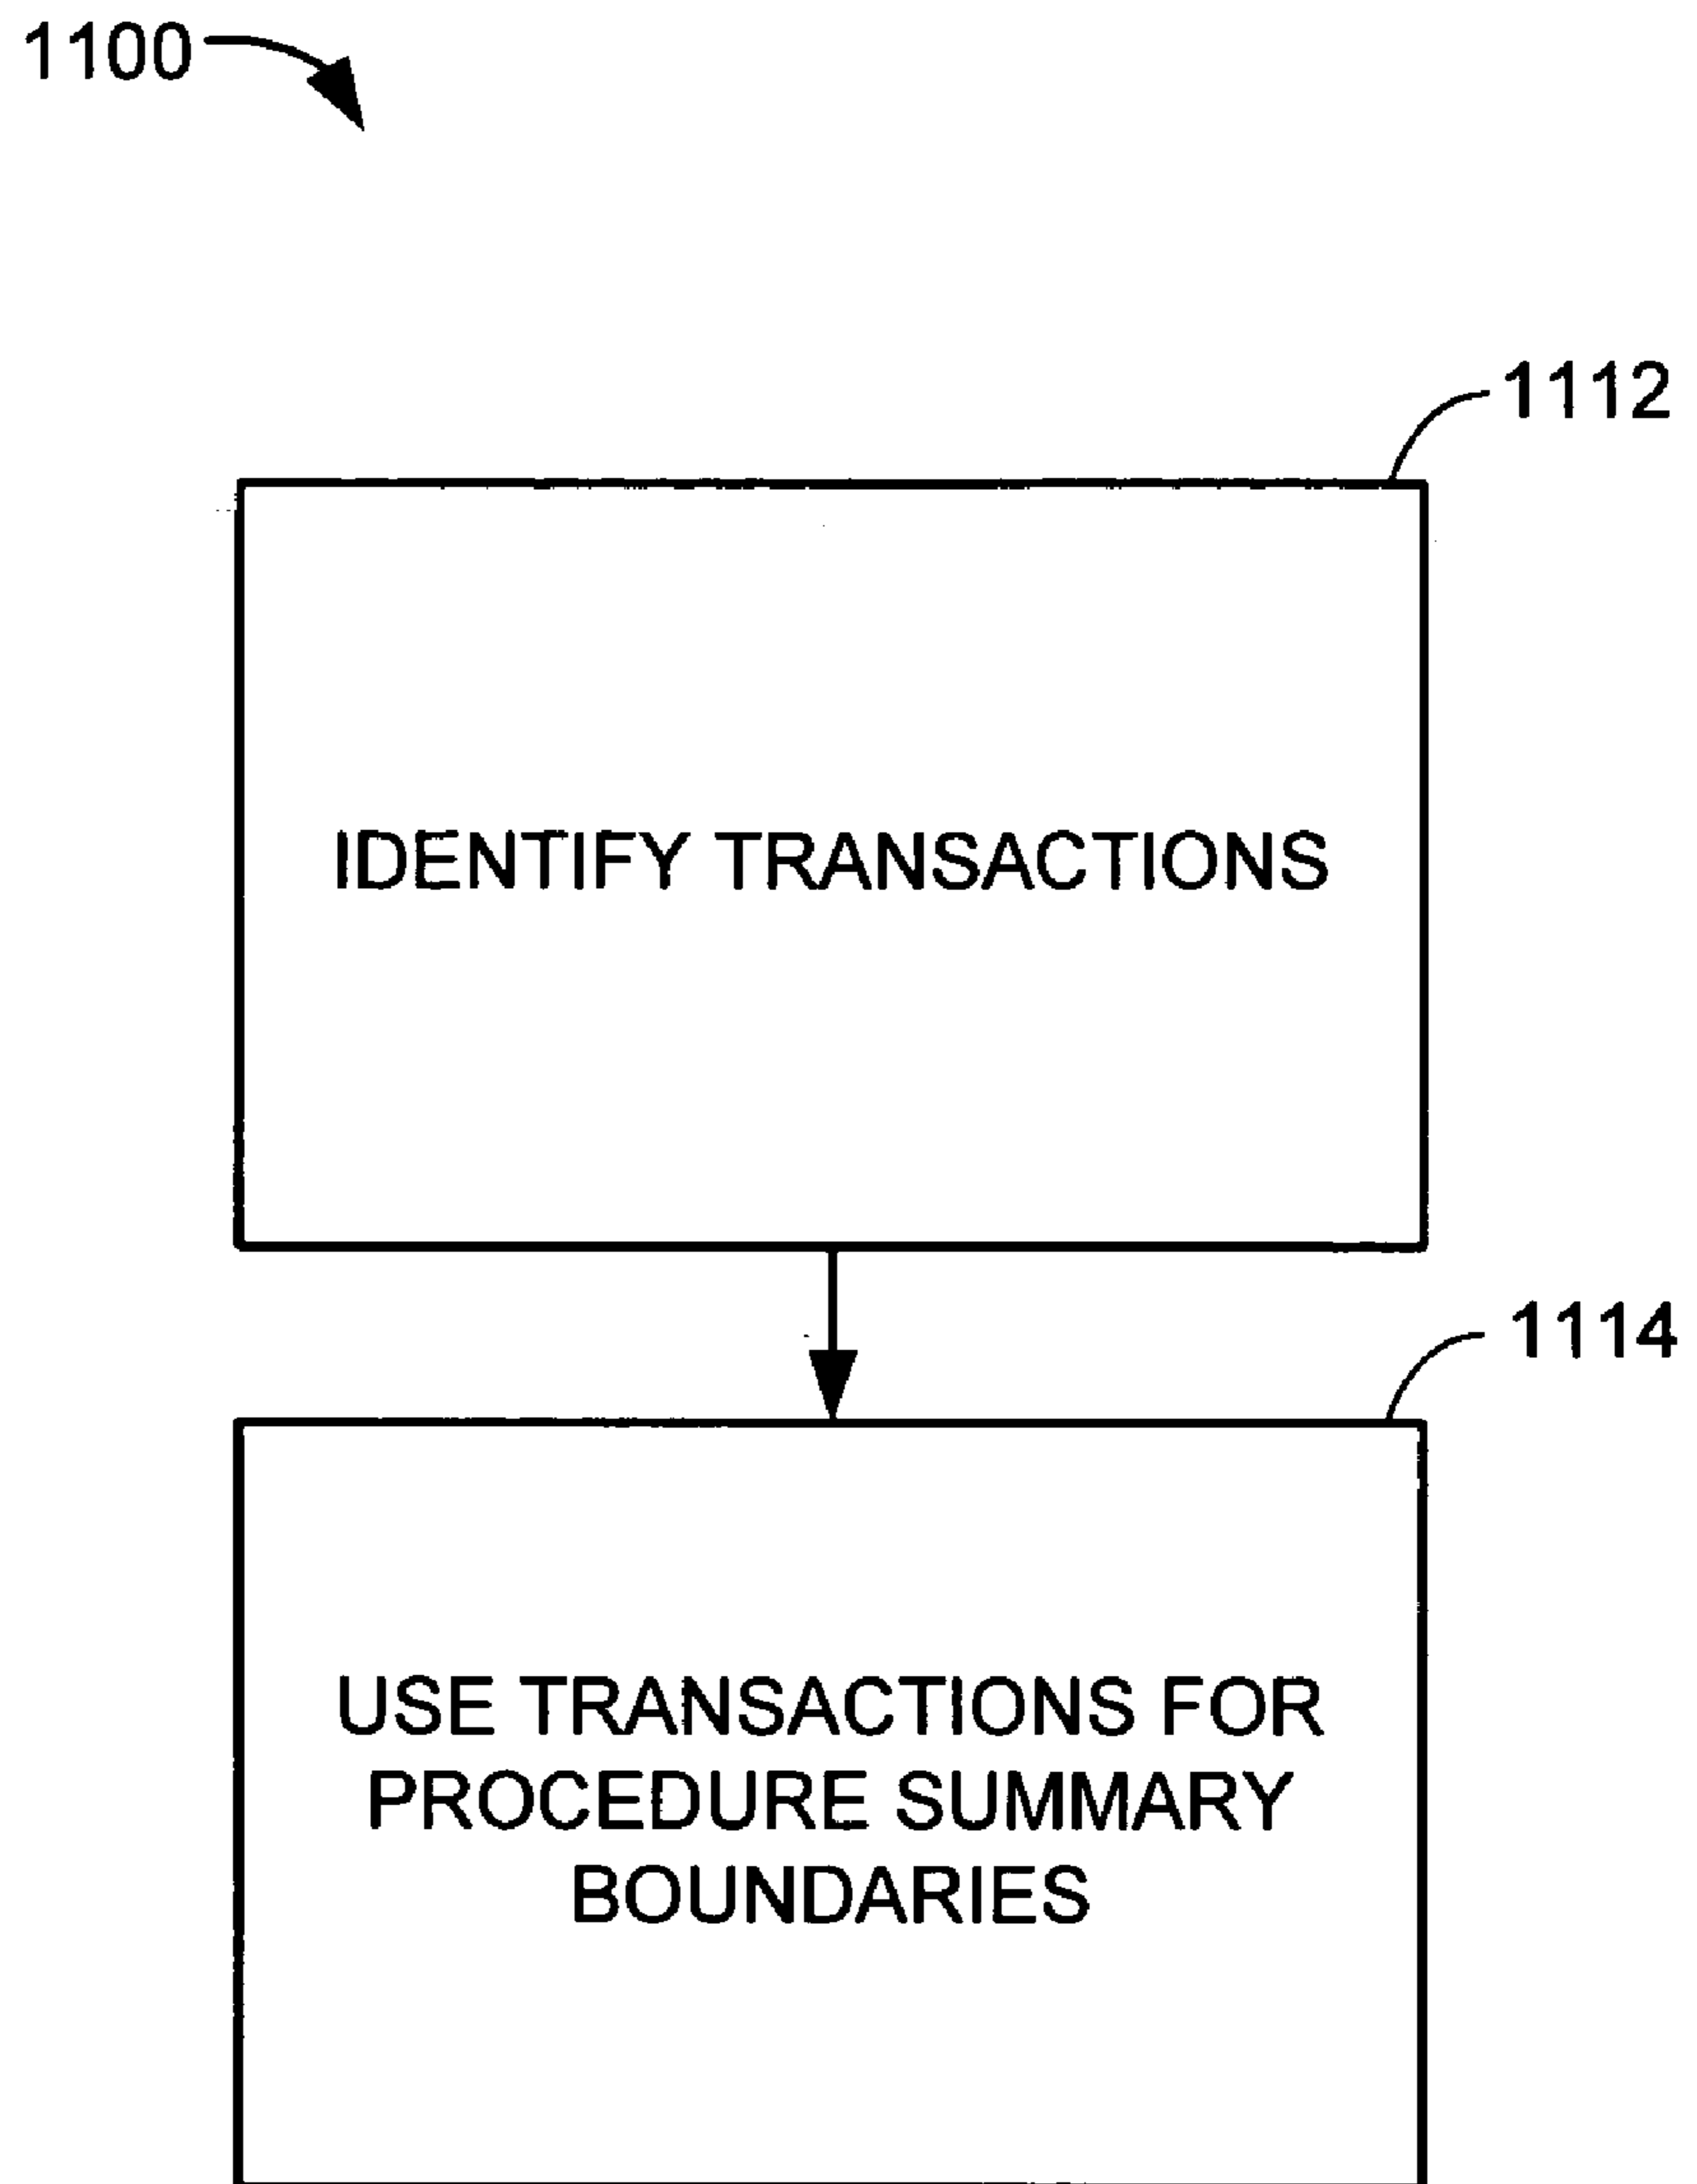 1100
1112
IDENTIFY TRANSACTIONS
1114
USE TRANSACTIONS FOR
PROCEDURE SUMMARY
BOUNDARIES